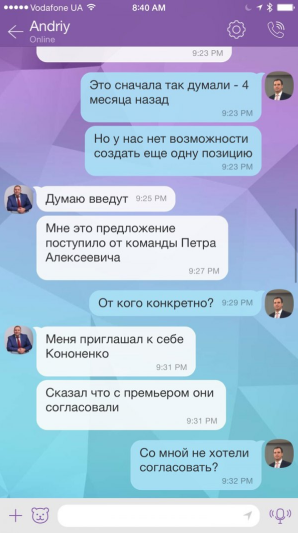 Vodafone UA 8:40 AM
Andriy
Online
9:23 PM
Это сначала так думали - 4
месяца назад
9:23 PM
Но у нас нет возможности
создать еще одну позицию
9:23 PM
Думаю введут 9:25 PM
Мне это предложение
поступило от команды Петра
Алексеевича
9:27 PM
От кого конкретно? 9:29 PM
Меня приглашал к себе
Кононенко
9:31 PM
Сказал что с премьером они
согласовали
9:31 PM
Со мной не хотели
согласовать?
9:32 PM